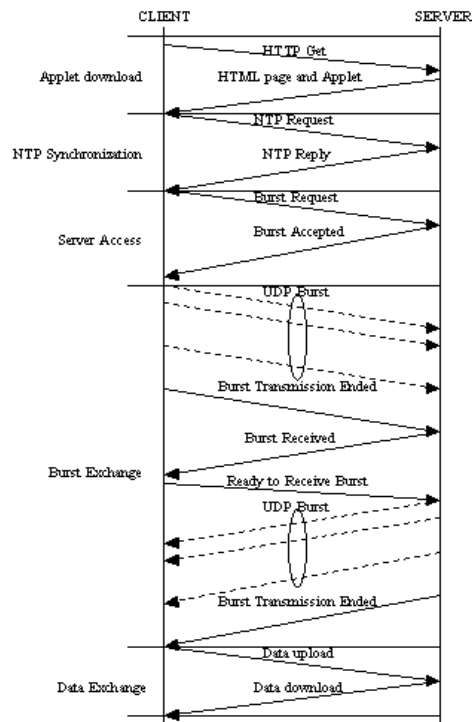 CLIENT SERVER
HTTP Get
Applet download HTML page and Applet
NTP Request
NTP Synchronization NTP Reply
Burst Request
Server Access Burst Accepted
UDP Burst
Burst Transmission Ended
Burst Received
Burst Exchange
Ready to Receive Burst
UDP Burst
Burst Transmission Ended
Data upload
Data Exchange Data download